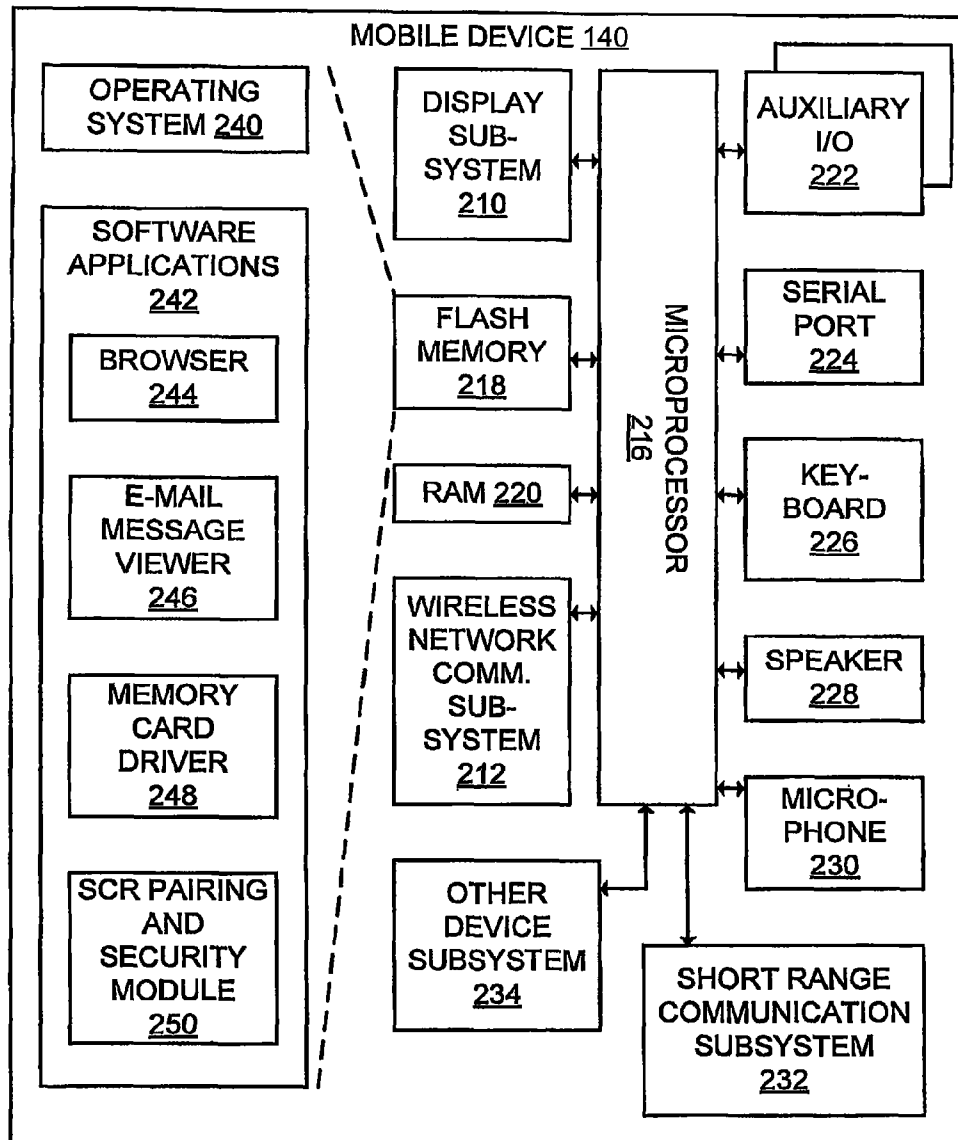 MOBILE DEVICE 140
OPERATING
SYSTEM 240
SOFTWARE
APPLICATIONS
242
BROWSER
244
E-MAIL
MESSAGE
VIEWER
246
MEMORY
CARD
DRIVER
248
SCR PAIRING
AND
SECURITY
MODULE
250
DISPLAY
SUB-
SYSTEM
210
FLASH
MEMORY
218
RAM 220
WIRELESS
NETWORK
COMM.
SUB-
SYSTEM
212
OTHER
DEVICE
SUBSYSTEM
234
MICROPROCESSOR
216
AUXILIARY
I/O
222
SERIAL
PORT
224
KEY-
BOARD
226
SPEAKER
228
MICRO-
PHONE
230
SHORT RANGE
COMMUNICATION
SUBSYSTEM
232